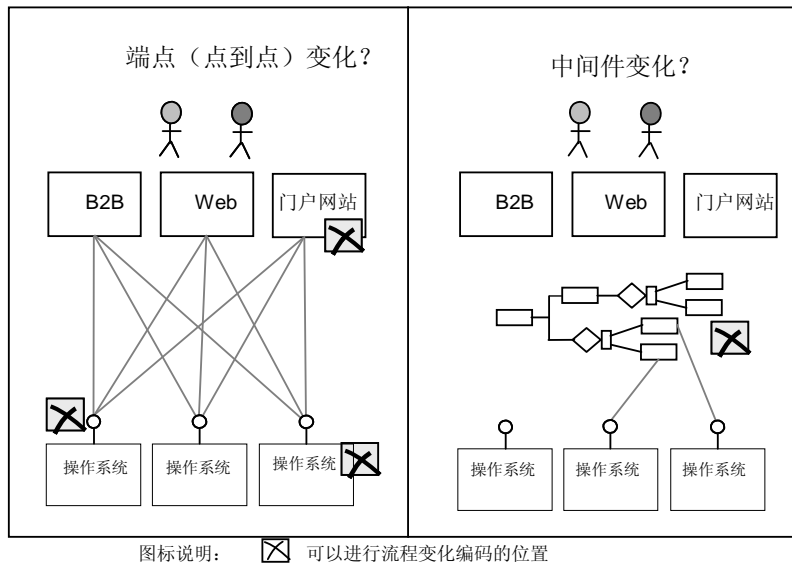 端点（点到点）变化？
B2B
Web
门户网站
操作系统
操作系统
操作系统
中间件变化？
B2B
Web
门户网站
操作系统
操作系统
操作系统
图标说明：
可以进行流程变化编码的位置